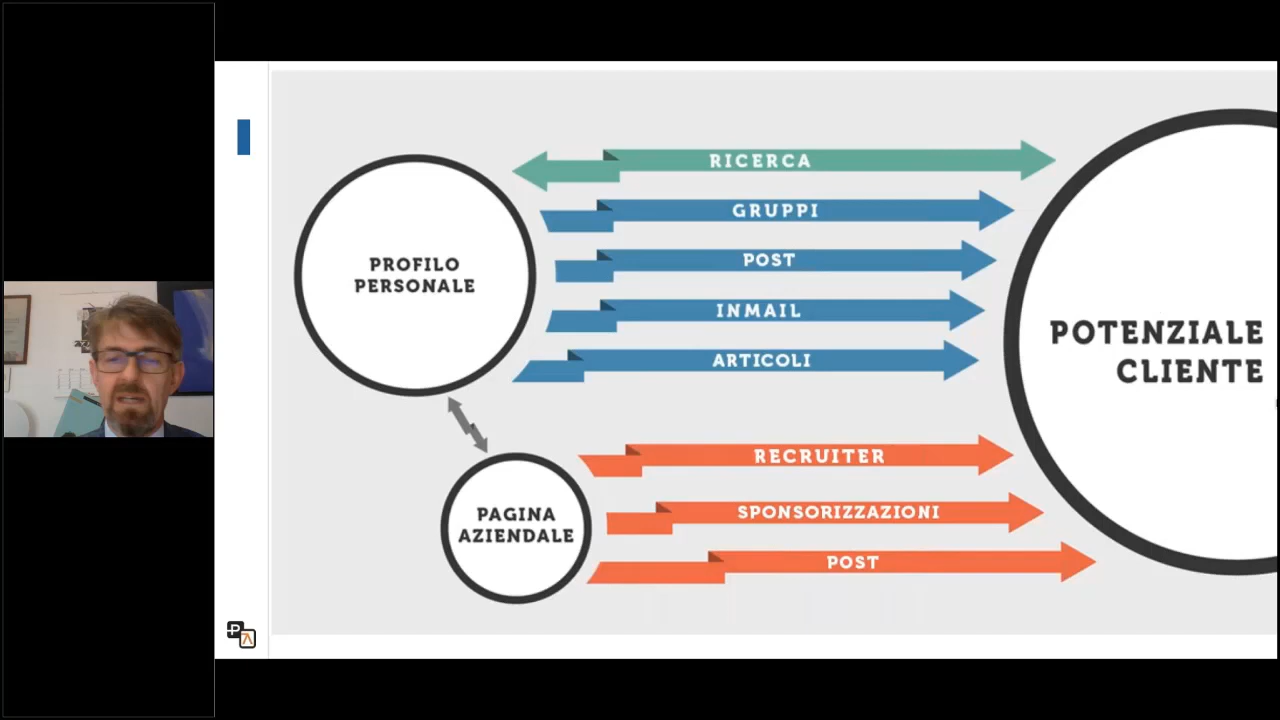 RICERCA
GRUPPI
POST
INMAIL
ARTICOLI
PROFILO
PERSONALE
POTENZIALE
CLIENTE
RECRUITER
SPONSORIZZAZIONI
POST
PAGINA
AZIENDALE
P